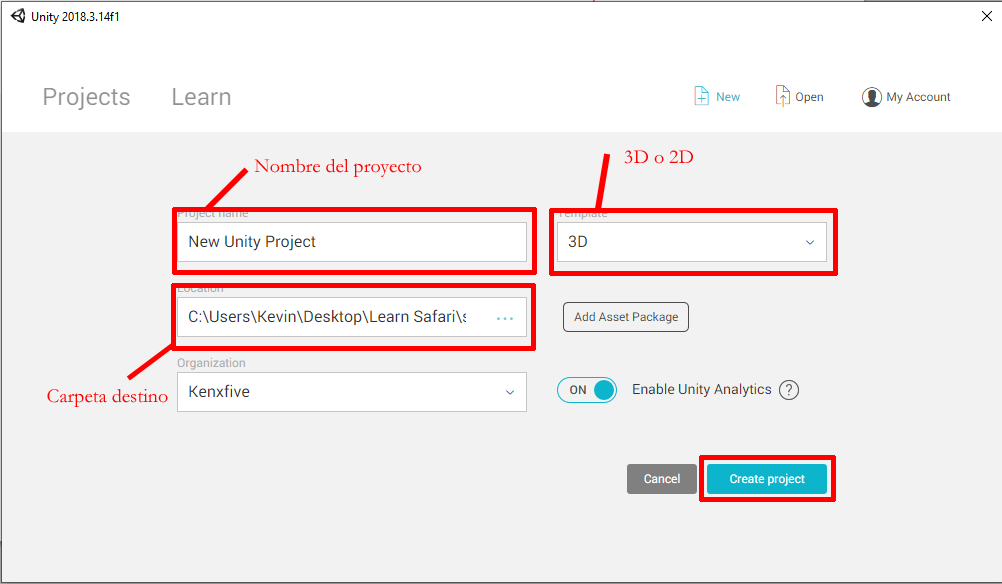 Unity 2018.3.14f1
Projects
Learn
New
Open
My Account
Nombre del proyecto
3D o 2D
Project name
Template
New Unity Project
3D
Location
C:\Users\Kevin\Desktop\Learn Safari\s
Add Asset Package
Organization
Carpeta destino
Kenxfive
ON
Enable Unity Analytics ?
Cancel
Create project